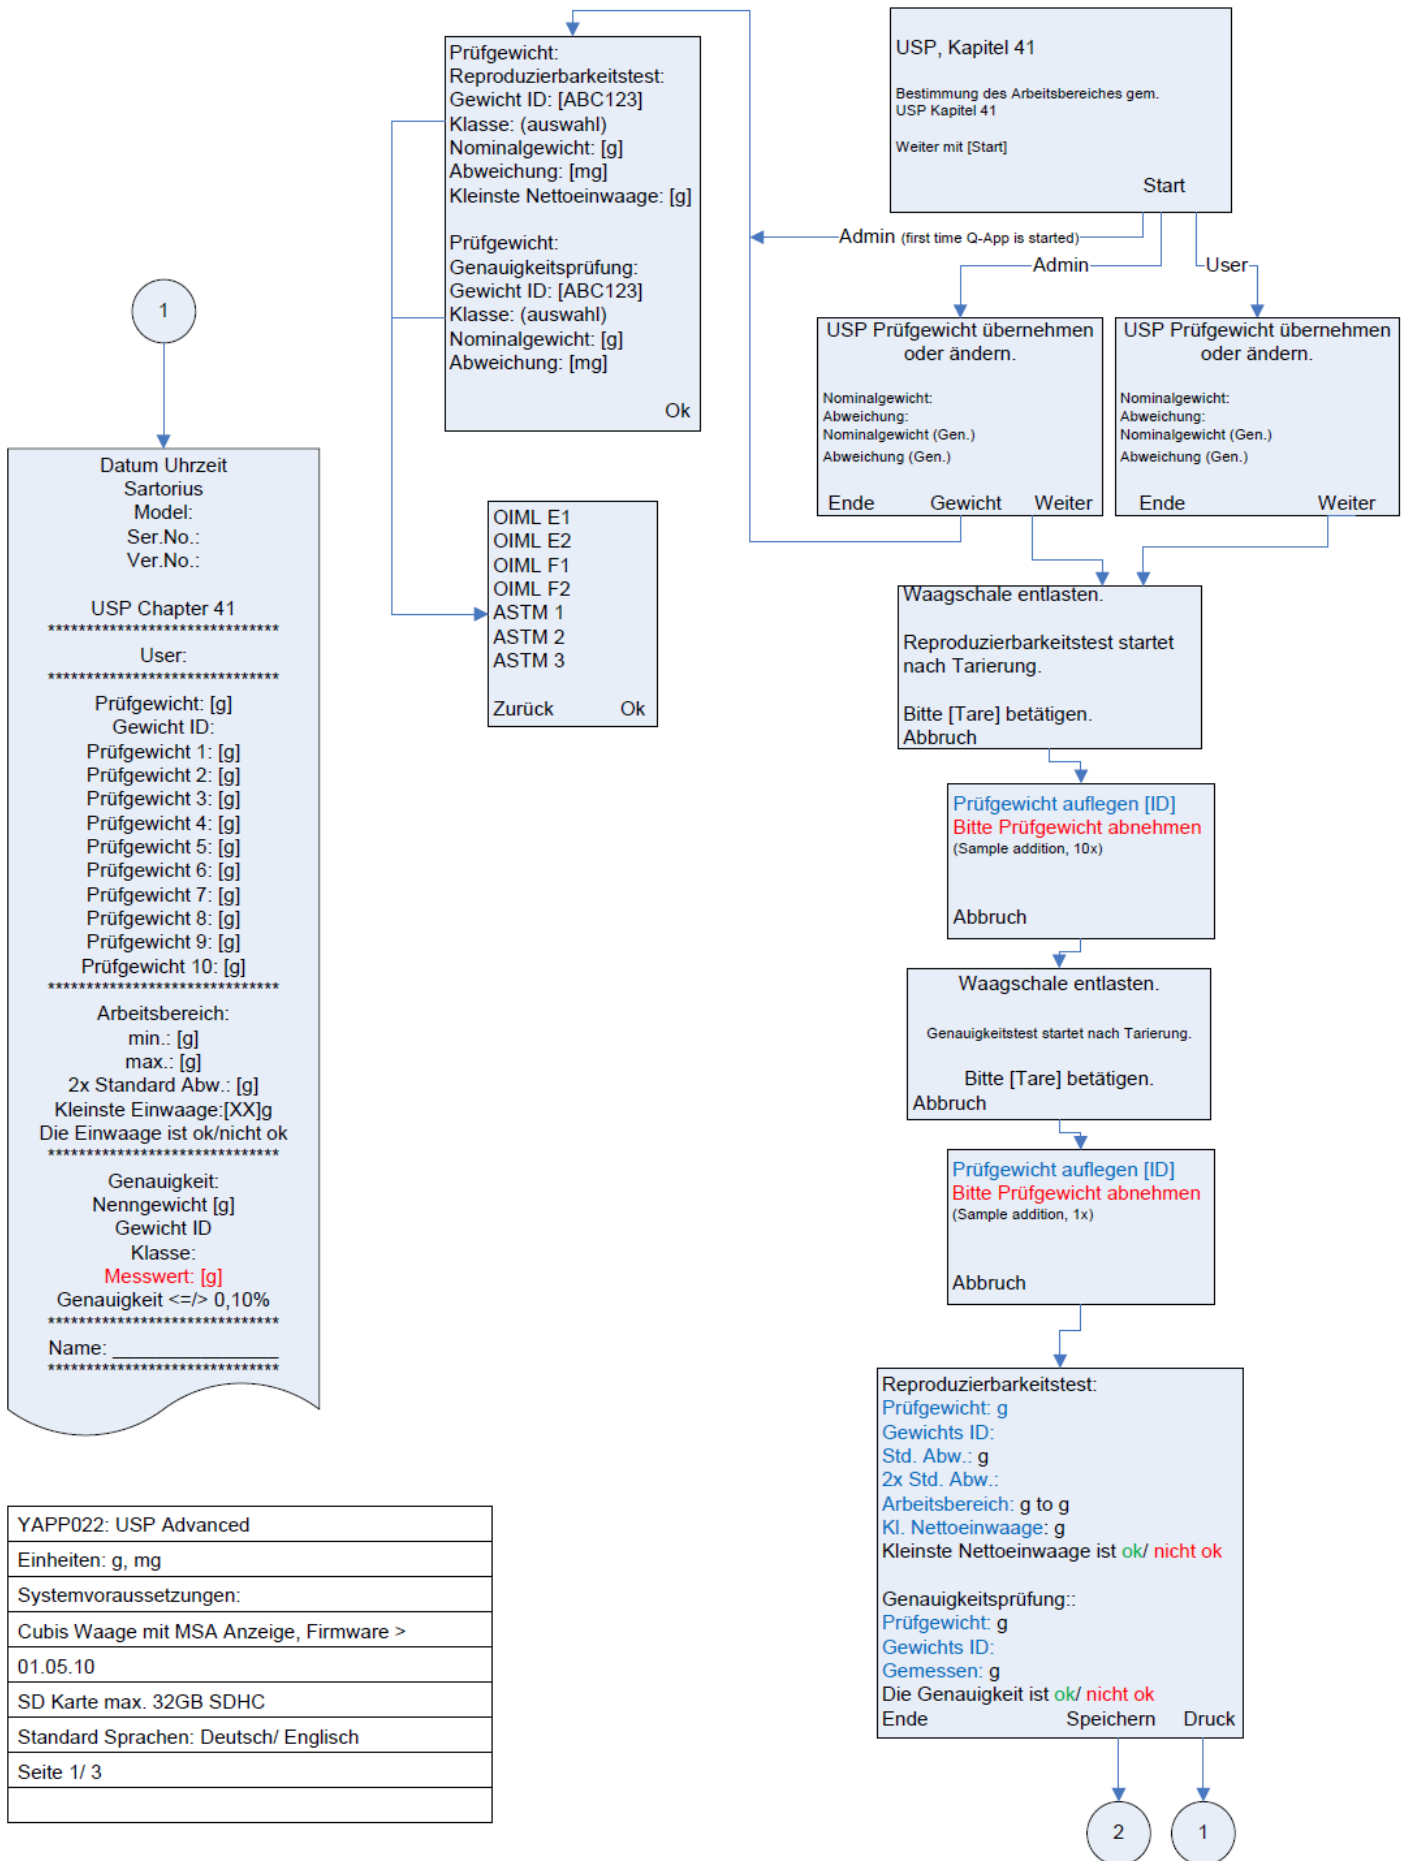 USP, Kapitel 41
Bestimmung des Arbeitsbereiches gem.
USP Kapitel 41
Weiter mit [Start]
Start
Admin (first time Q-App is started)
Admin
User
Prüfgewicht:
Reproduzierbarkeitstest:
Gewicht ID: [ABC123]
Klasse: (auswahl)
Nominalgewicht: [g]
Abweichung: [mg]
Kleinste Nettoeinwaage: [g]
Prüfgewicht:
Genauigkeitsprüfung:
Gewicht ID: [ABC123]
Klasse: (auswahl)
Nominalgewicht: [g]
Abweichung: [mg]
Ok
OIML E1
OIML E2
OIML F1
OIML F2
ASTM 1
ASTM 2
ASTM 3
Zurück Ok
USP Prüfgewicht übernehmen
oder ändern.
Nominalgewicht:
Abweichung:
Nominalgewicht (Gen.)
Abweichung (Gen.)
Ende Gewicht Weiter
USP Prüfgewicht übernehmen
oder ändern.
Nominalgewicht:
Abweichung:
Nominalgewicht (Gen.)
Abweichung (Gen.)
Ende Weiter
Waagschale entlasten.
Reproduzierbarkeitstest startet
nach Tarierung.
Bitte [Tare] betätigen.
Abbruch
Prüfgewicht auflegen [ID]
Bitte Prüfgewicht abnehmen
(Sample addition, 10x)
Abbruch
Waagschale entlasten.
Genauigkeitstest startet nach Tarierung.
Bitte [Tare] betätigen.
Abbruch
Prüfgewicht auflegen [ID]
Bitte Prüfgewicht abnehmen
(Sample addition, 1x)
Abbruch
Reproduzierbarkeitstest:
Prüfgewicht: g
Gewichts ID:
Std. Abw.: g
2x Std. Abw.:
Arbeitsbereich: g to g
Kl. Nettoeinwaage: g
Kleinste Nettoeinwaage ist ok/ nicht ok
Genauigkeitsprüfung::
Prüfgewicht: g
Gewichts ID:
Gemessen: g
Die Genauigkeit ist ok/ nicht ok
Ende Speichern Druck
2
1
1
Datum Uhrzeit
Sartorius
Model:
Ser.No.:
Ver.No.:
USP Chapter 41
******************************
User:
******************************
Prüfgewicht: [g]
Gewicht ID:
Prüfgewicht 1: [g]
Prüfgewicht 2: [g]
Prüfgewicht 3: [g]
Prüfgewicht 4: [g]
Prüfgewicht 5: [g]
Prüfgewicht 6: [g]
Prüfgewicht 7: [g]
Prüfgewicht 8: [g]
Prüfgewicht 9: [g]
Prüfgewicht 10: [g]
******************************
Arbeitsbereich:
min.: [g]
max.: [g]
2x Standard Abw.: [g]
Kleinste Einwaage:[XX]g
Die Einwaage ist ok/nicht ok
******************************
Genauigkeit:
Nenngewicht [g]
Gewicht ID
Klasse:
Messwert: [g]
Genauigkeit <=/> 0,10%
******************************
Name: _______________
******************************
YAPP022: USP Advanced
Einheiten: g, mg
Systemvoraussetzungen:
Cubis Waage mit MSA Anzeige, Firmware >
01.05.10
SD Karte max. 32GB SDHC
Standard Sprachen: Deutsch/ Englisch
Seite 1/ 3